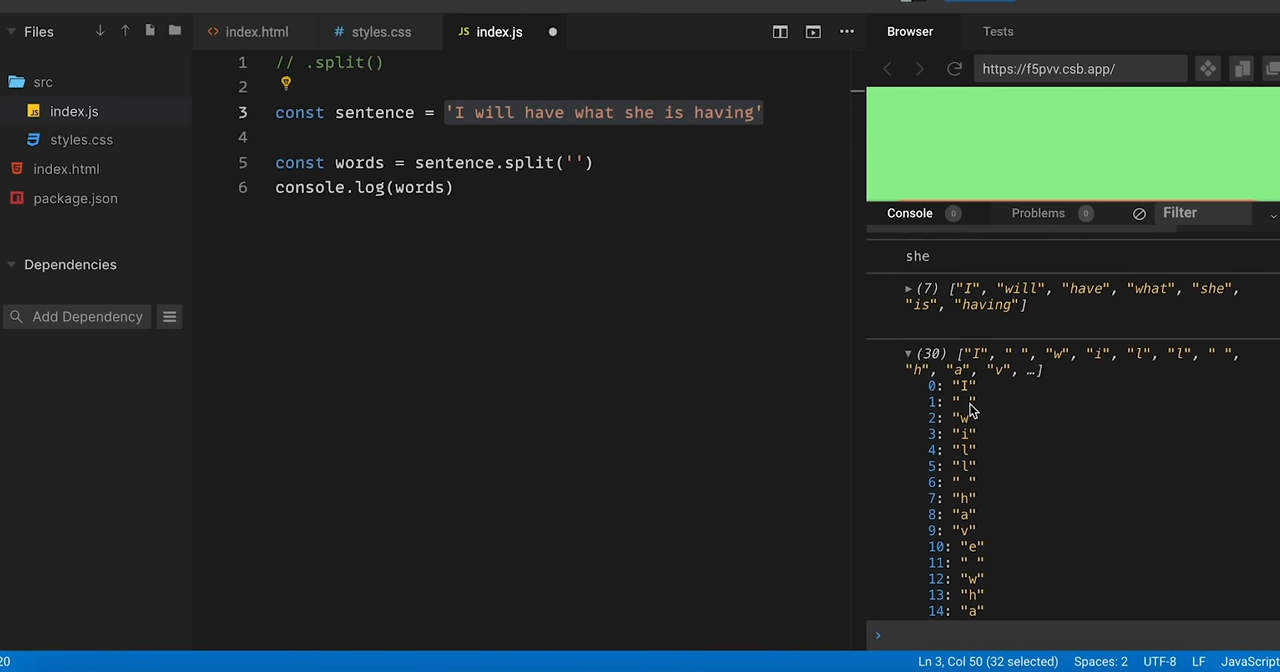 Files
index.html
styles.css
index.js
Browser
Tests
src
index.js
styles.css
index.html
package.json
Dependencies
Add Dependency
1 // .split()
2
3 const sentence = 'I will have what she is having'
4
5 const words = sentence.split('')
6 console.log(words)
https://f5pvv.csb.app/
Console 0 Problems 0 Filter
she
(7) ["I", "will", "have", "what", "she",
"is", "having"]
(30) ["I", " ", "w", "i", "l", "l", " ",
"h", "a", "v", …]
0: "I"
1: " "
2: "w"
3: "i"
4: "l"
5: "l"
6: " "
7: "h"
8: "a"
9: "v"
10: "e"
11: " "
12: "w"
13: "h"
14: "a"
20 Ln 3, Col 50 (32 selected) Spaces: 2 UTF-8 LF JavaScript